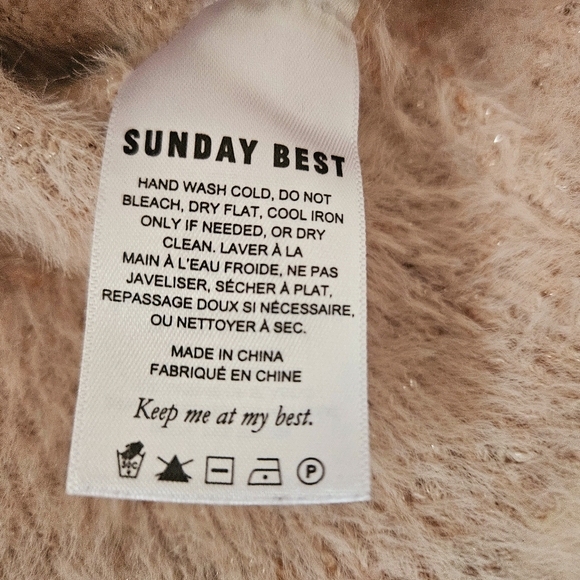 SUNDAY BEST
HAND WASH COLD, DO NOT
BLEACH, DRY FLAT, COOL IRON
ONLY IF NEEDED, OR DRY
CLEAN. LAVER À LA
MAIN À L'EAU FROIDE, NE PAS
JAVELISER, SÉCHER À PLAT,
REPASSAGE DOUX SI NÉCESSAIRE,
OU NETTOYER À SEC.
MADE IN CHINA
FABRIQUÉ EN CHINE
Keep me at my best.
30C P